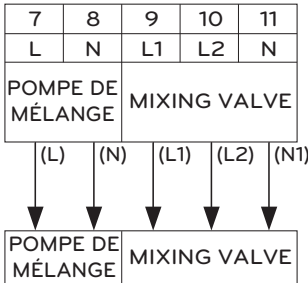 7 8 9 10 11
L N L1 L2 N
POMPE DE
MÉLANGE
MIXING VALVE
(L) (N) (L1) (L2) (N1)
POMPE DE
MÉLANGE
MIXING VALVE